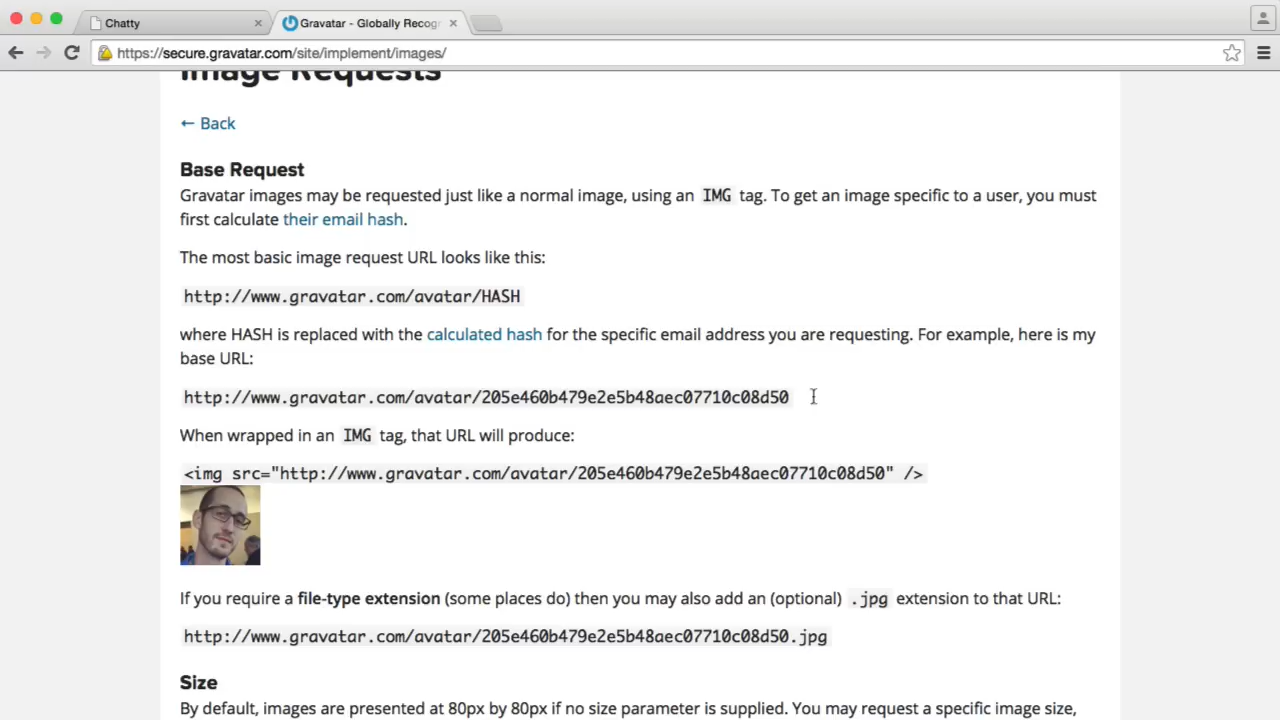 Chatty
Gravatar - Globally Recogn
https://secure.gravatar.com/site/implement/images/
Image Requests
← Back
Base Request
Gravatar images may be requested just like a normal image, using an IMG tag. To get an image specific to a user, you must
first calculate their email hash.
The most basic image request URL looks like this:
http://www.gravatar.com/avatar/HASH
where HASH is replaced with the calculated hash for the specific email address you are requesting. For example, here is my
base URL:
http://www.gravatar.com/avatar/205e460b479e2e5b48aec07710c08d50
When wrapped in an IMG tag, that URL will produce:
<img src="http://www.gravatar.com/avatar/205e460b479e2e5b48aec07710c08d50" />
If you require a file-type extension (some places do) then you may also add an (optional) .jpg extension to that URL:
http://www.gravatar.com/avatar/205e460b479e2e5b48aec07710c08d50.jpg
Size
By default, images are presented at 80px by 80px if no size parameter is supplied. You may request a specific image size,